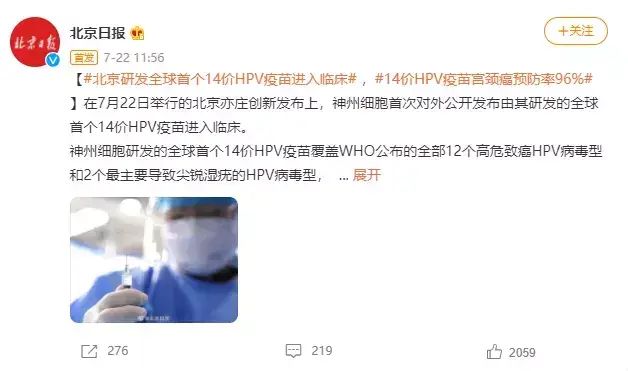 北京日报
北京日报
+关注
首发 7-22 11:56
【#北京研发全球首个14价HPV疫苗进入临床#，#14价HPV疫苗宫颈癌预防率96%#
】在7月22日举行的北京亦庄创新发布上，神州细胞首次对外公开发布由其研发的全球
首个14价HPV疫苗进入临床。
神州细胞研发的全球首个14价HPV疫苗覆盖WHO公布的全部12个高危致癌HPV病毒型
和2个最主要导致尖锐湿疣的HPV病毒型， ... 展开
276
219
2059